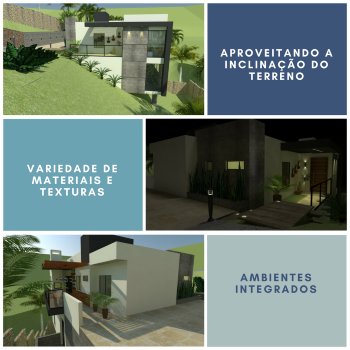 APROVEITANDO A
INCLINAÇÃO DO
TERRENO
VARIEDADE DE
MATERIAIS E
TEXTURAS
AMBIENTES
INTEGRADOS